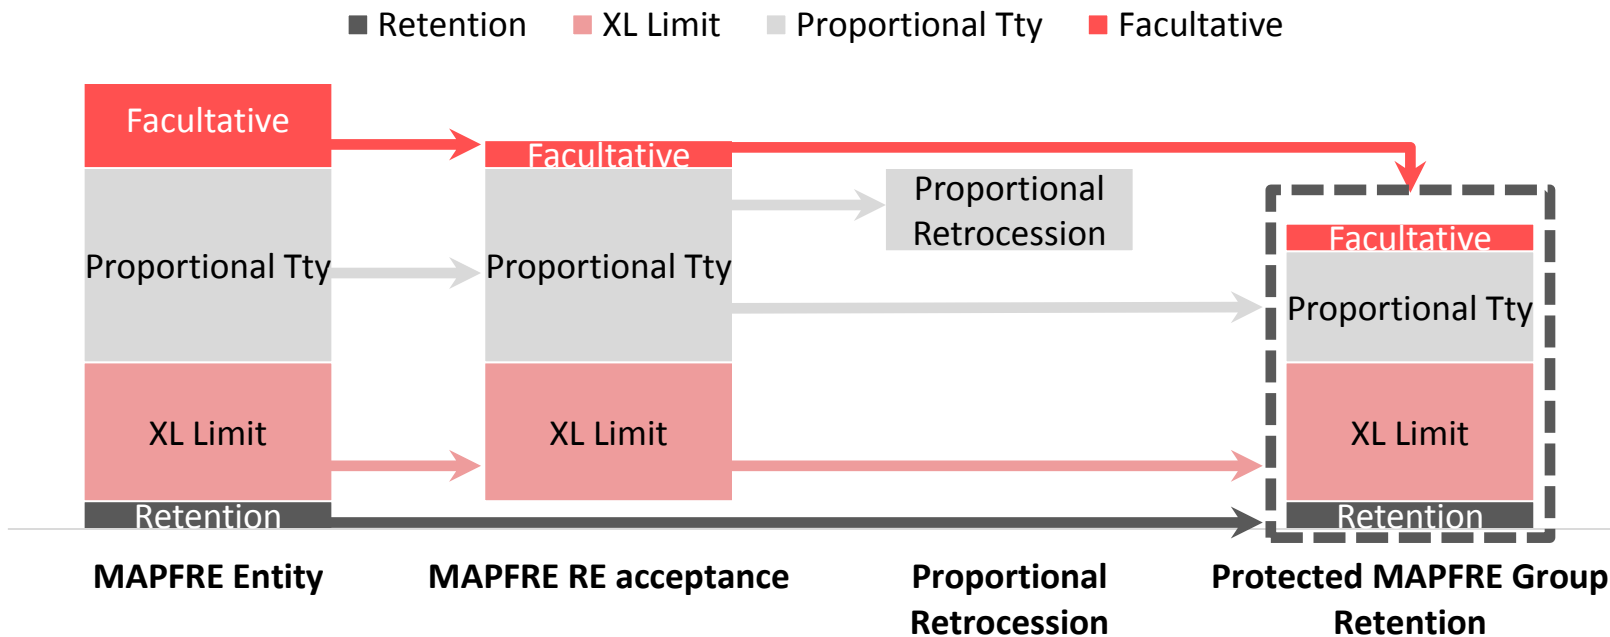 Retention XL Limit Proportional Tty Facultative
Facultative
Proportional Tty
XL Limit
Retention
Facultative
Proportional Tty
XL Limit
Proportional
Retrocession
Facultative
Proportional Tty
XL Limit
Retention
MAPFRE Entity
MAPFRE RE acceptance
Proportional
Retrocession
Protected MAPFRE Group
Retention